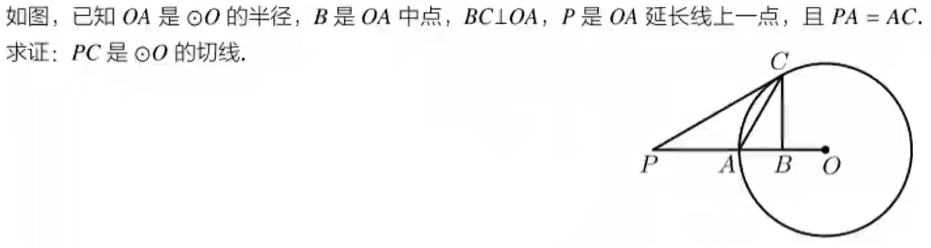 如图，已知 OA 是 ⊙O 的半径，B 是 OA 中点，BC⊥OA，P 是 OA 延长线上一点，且 PA = AC.
求证：PC 是 ⊙O 的切线.
C
P A B O